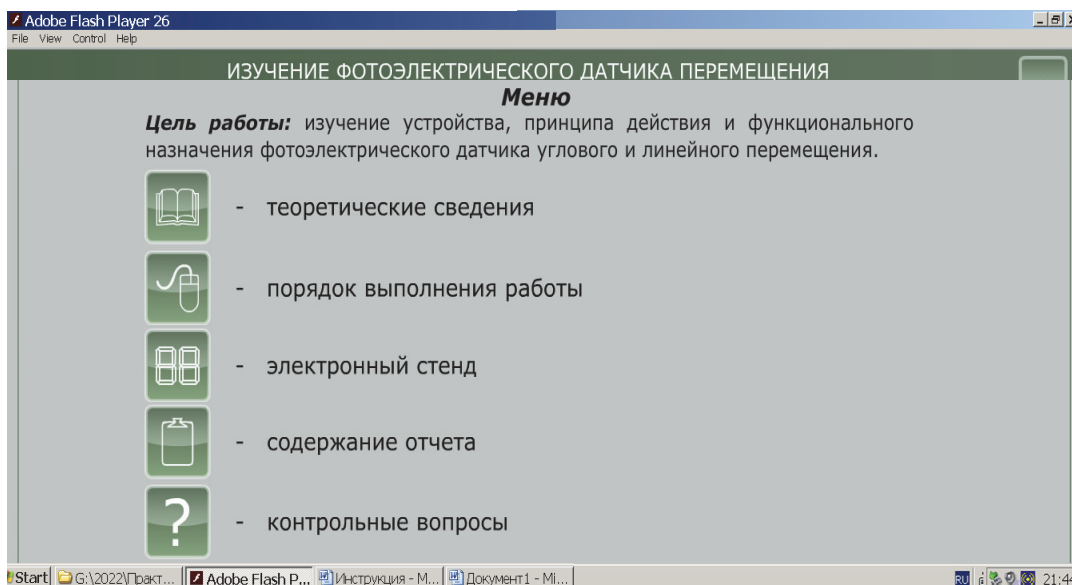 Adobe Flash Player 26
File View Control Help
ИЗУЧЕНИЕ ФОТОЭЛЕКТРИЧЕСКОГО ДАТЧИКА ПЕРЕМЕЩЕНИЯ
Меню
Цель работы: изучение устройства, принципа действия и функционального
назначения фотоэлектрического датчика углового и линейного перемещения.
- теоретические сведения
- порядок выполнения работы
88 - электронный стенд
- содержание отчета
? - контрольные вопросы
Start G:\2022\Практ... Adobe Flash P... Инструкция - M... Документ1 - Mi... RU 21:4